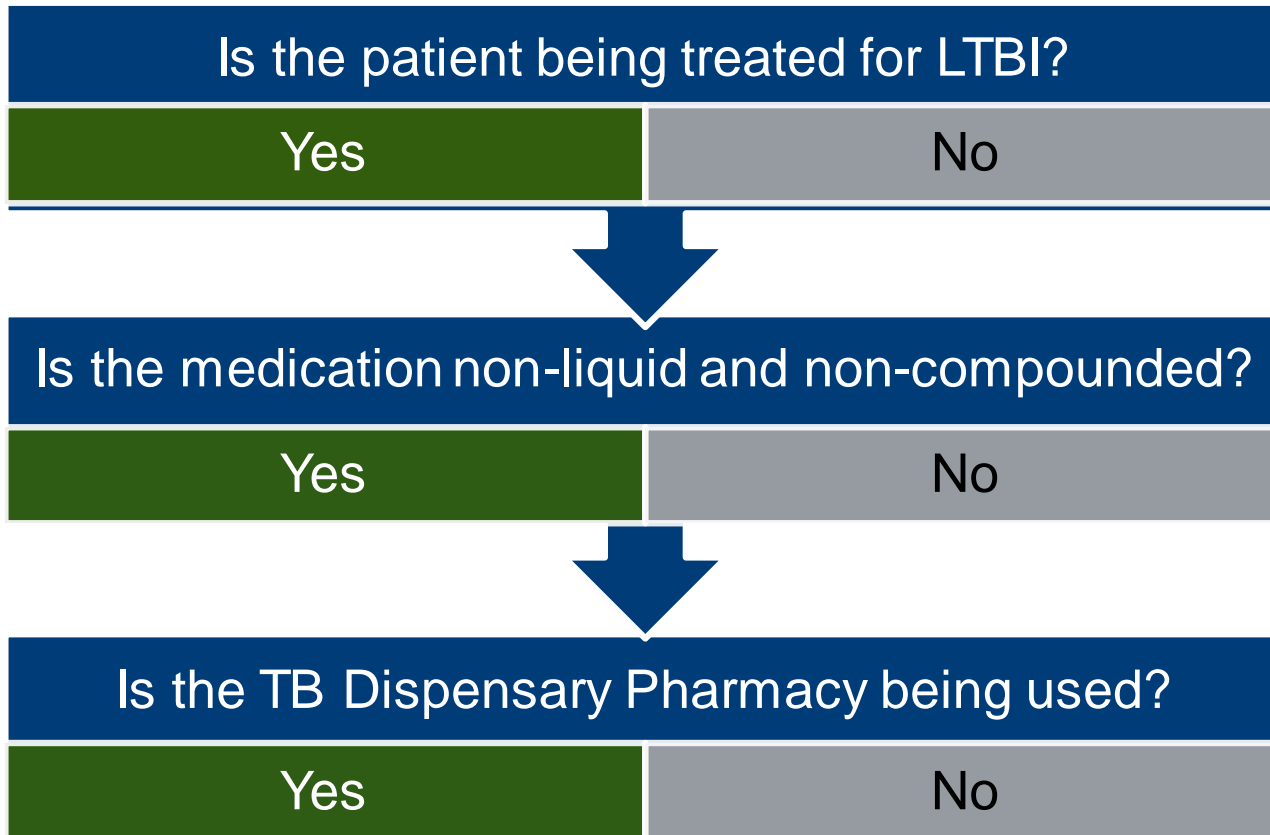 Is the patient being treated for LTBI?
Yes No
Is the medication non-liquid and non-compounded?
Yes No
Is the TB Dispensary Pharmacy being used?
Yes No